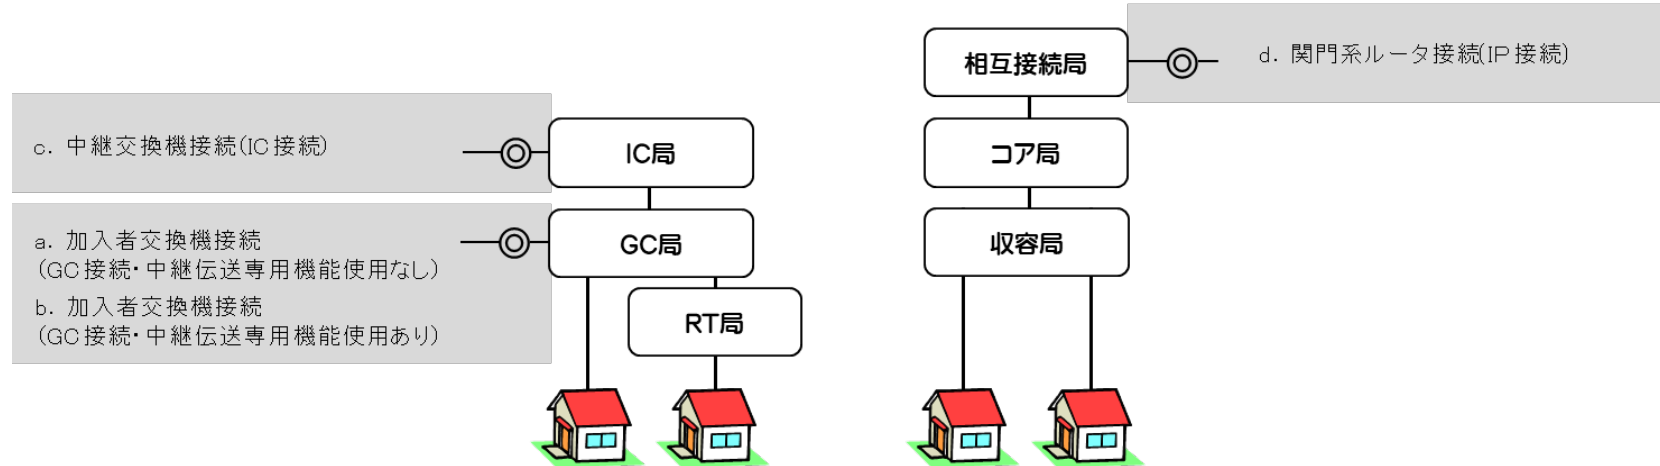 相互接続局
d. 関門系ルータ接続(IP接続)
c. 中継交換機接続(IC接続)
IC局
コア局
a. 加入者交換機接続
(GC接続・中継伝送専用機能使用なし)
b. 加入者交換機接続
(GC接続・中継伝送専用機能使用あり)
GC局
収容局
RT局